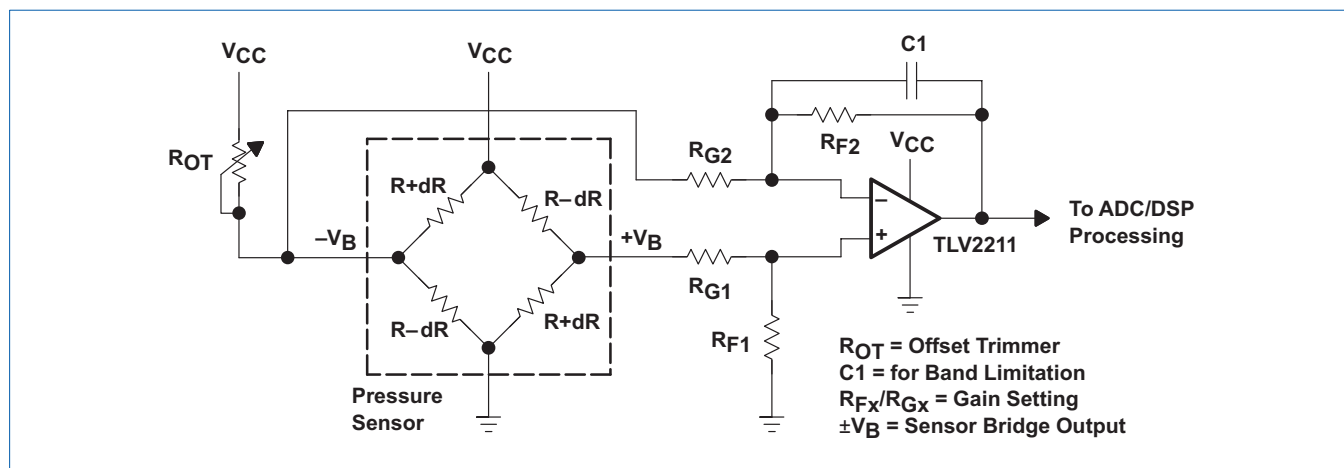 VCC
VCC
C1
RF2
VCC
RG2
ROT
R+dR
R–dR
–
–VB
+VB
+
TLV2211
To ADC/DSP
Processing
RG1
R–dR
R+dR
RF1
Pressure
Sensor
ROT = Offset Trimmer
C1 = for Band Limitation
RFx/RGx = Gain Setting
±VB = Sensor Bridge Output